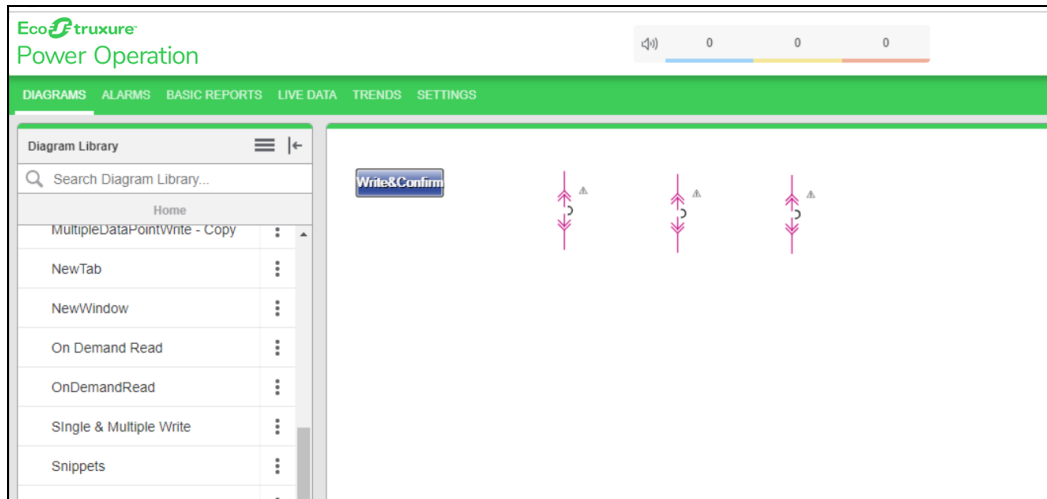 EcoStruxure
Power Operation
0 0 0
DIAGRAMS ALARMS BASIC REPORTS LIVE DATA TRENDS SETTINGS
Diagram Library
Search Diagram Library...
Home
Write&Confirm
MultipleDataPointWrite - Copy
NewTab
NewWindow
On Demand Read
OnDemandRead
SIngle & Multiple Write
Snippets